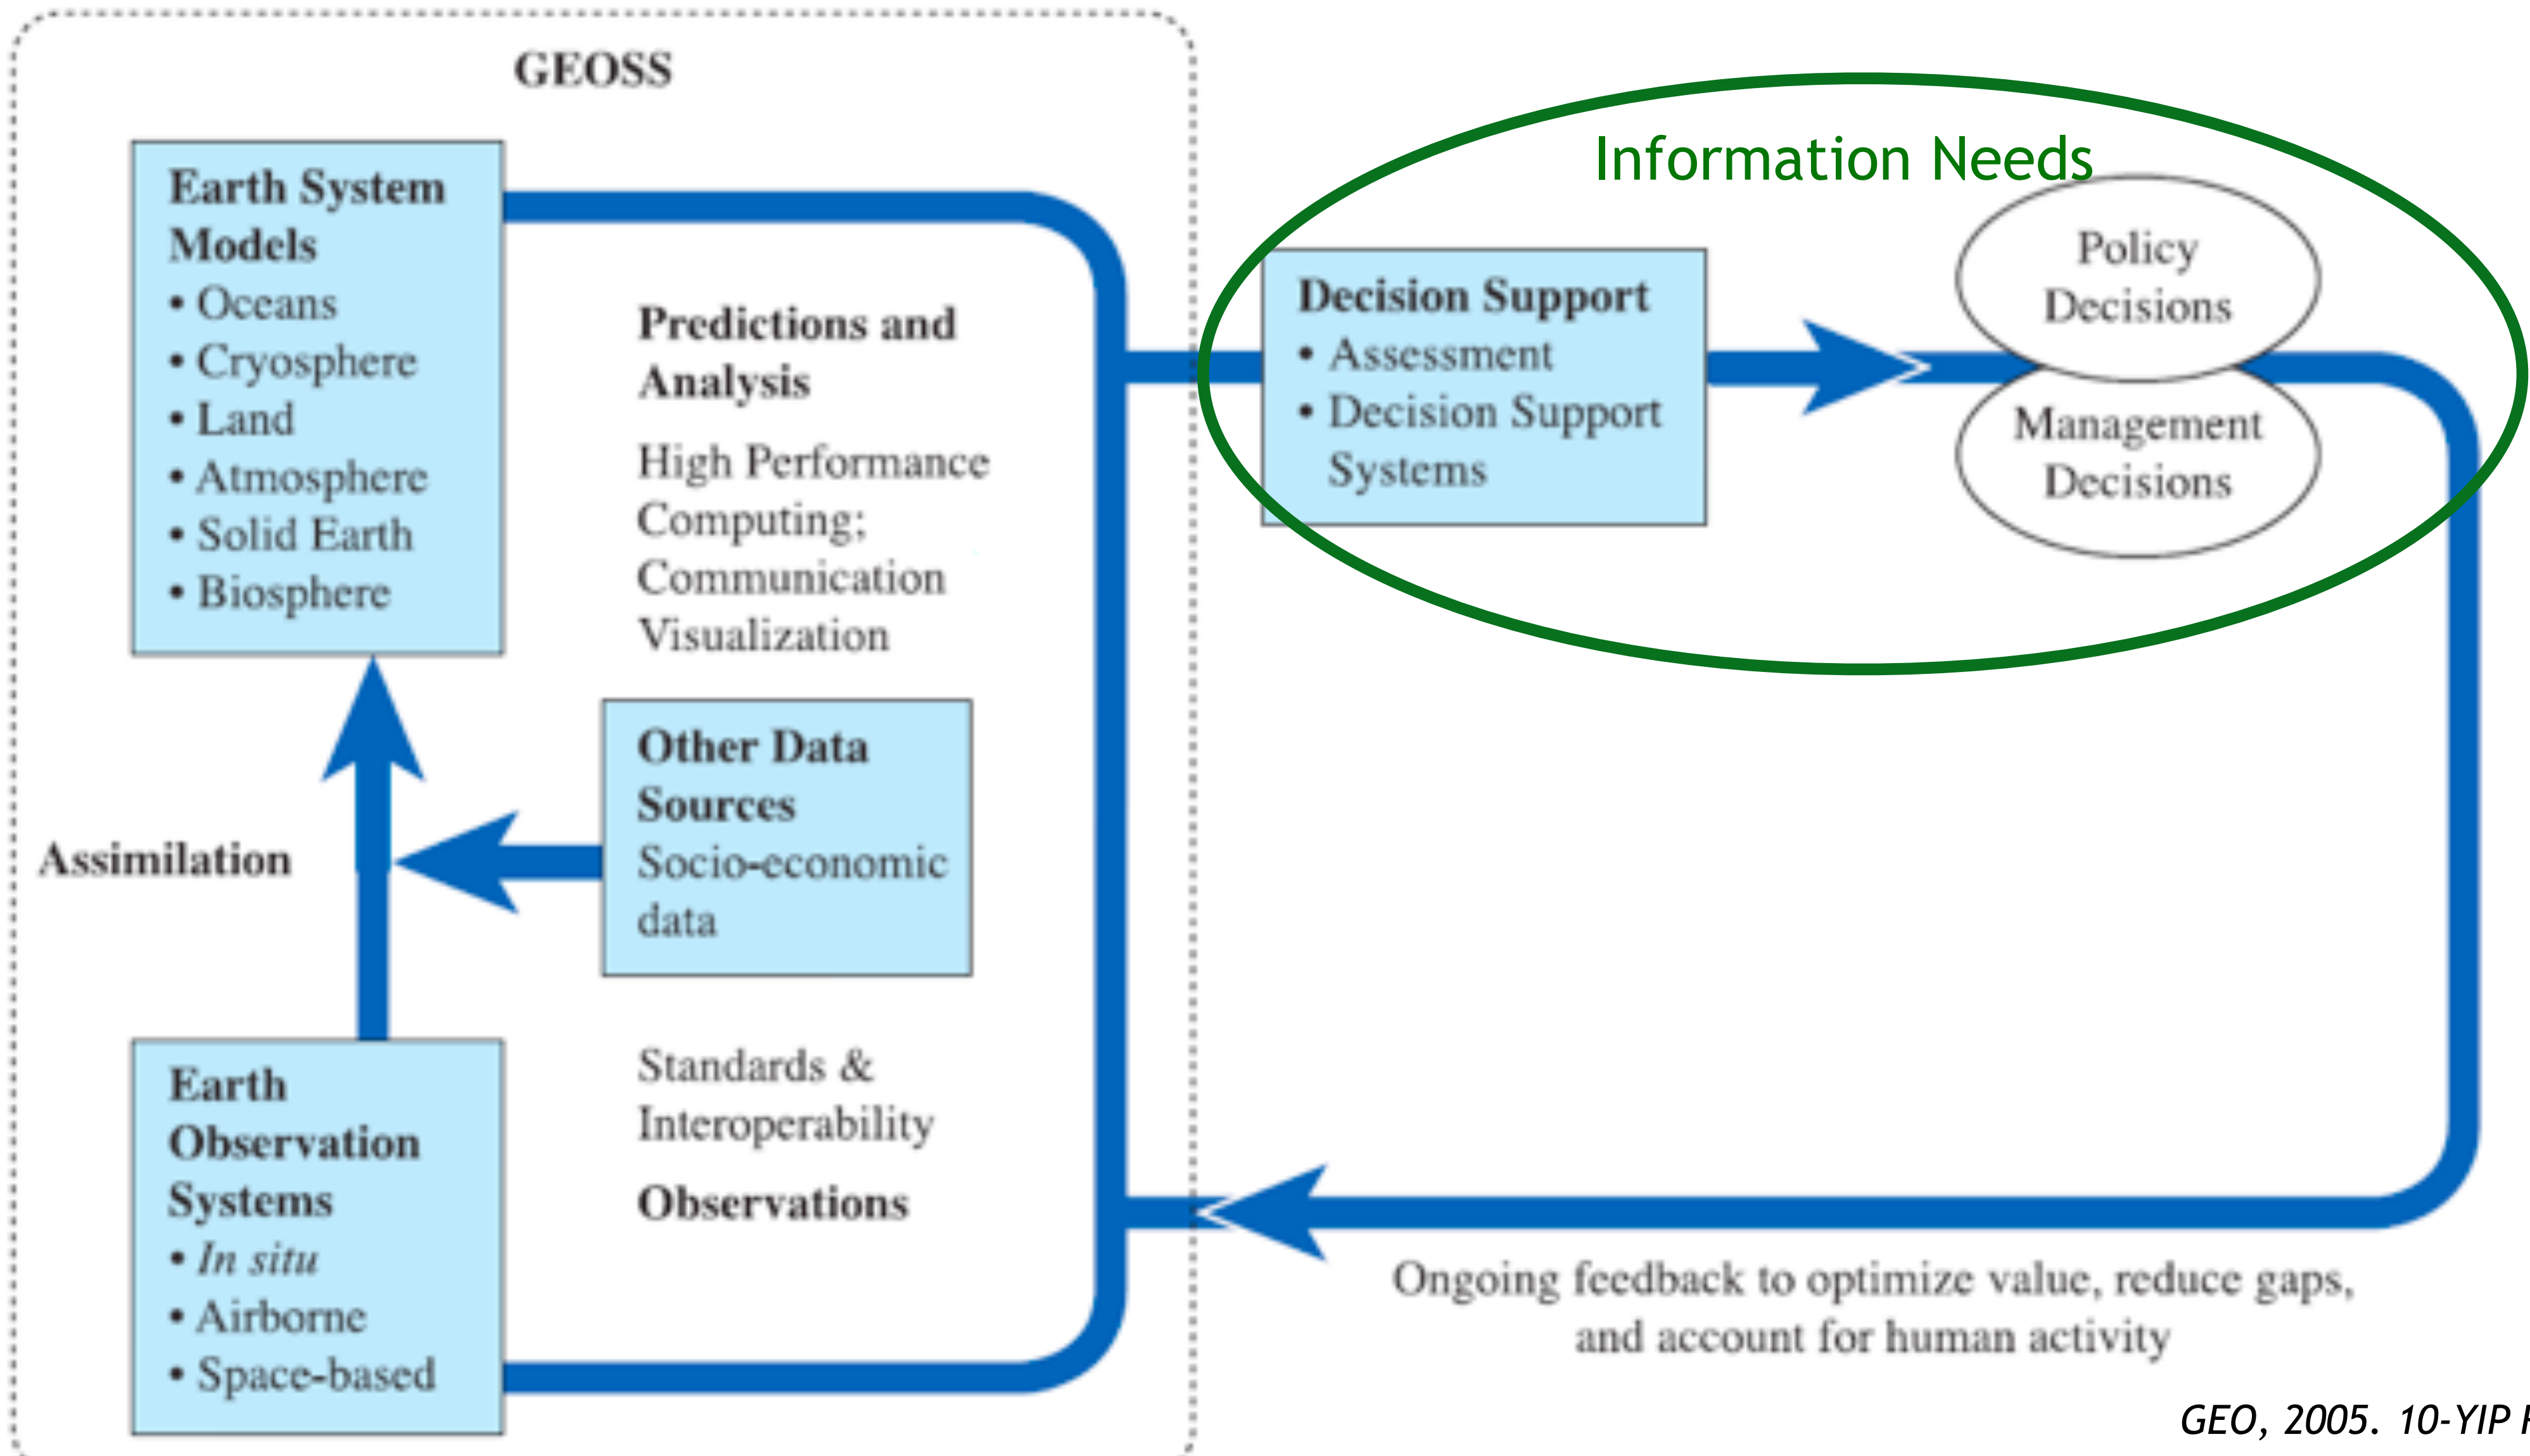 GEOSS
Earth System
Models
• Oceans
• Cryosphere
• Land
• Atmosphere
• Solid Earth
• Biosphere
Predictions and
Analysis
High Performance
Computing;
Communication
Visualization
Other Data
Sources
Socio-economic
data
Assimilation
Earth
Observation
Systems
• In situ
• Airborne
• Space-based
Standards &
Interoperability
Observations
Information Needs
Decision Support
• Assessment
• Decision Support
Systems
Policy
Decisions
Management
Decisions
Ongoing feedback to optimize value, reduce gaps,
and account for human activity
GEO, 2005. 10-YIP